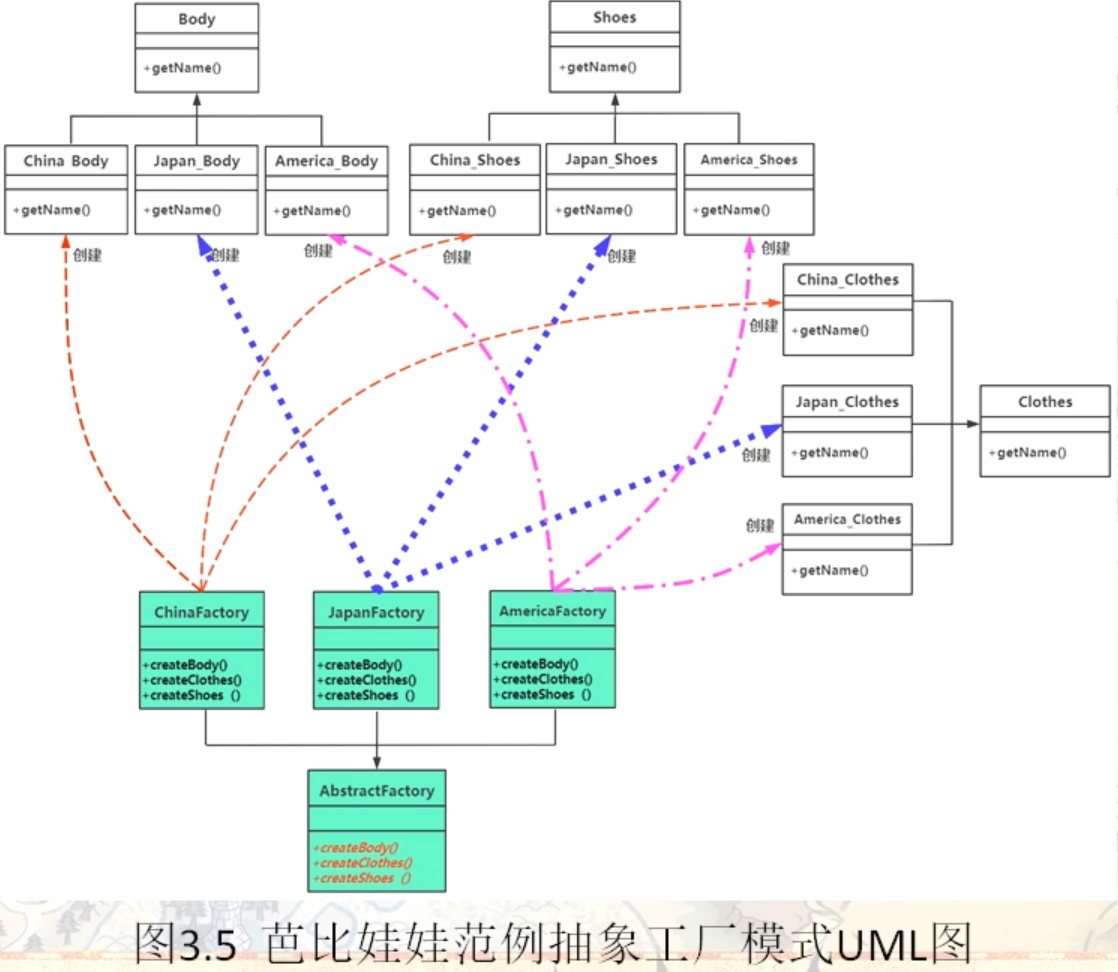 Body
+getName()
Shoes
+getName()
China_Body
+getName()
Japan_Body
+getName()
America_Body
+getName()
China_Shoes
+getName()
Japan_Shoes
+getName()
America_Shoes
+getName()
创建
创建
创建
创建
创建
创建
China_Clothes
+getName()
创建
Japan_Clothes
+getName()
创建
Clothes
+getName()
America_Clothes
+getName()
创建
ChinaFactory
+createBody()
+createClothes()
+createShoes ()
JapanFactory
+createBody()
+createClothes()
+createShoes ()
AmericaFactory
+createBody()
+createClothes()
+createShoes ()
AbstractFactory
+createBody()
+createClothes()
+createShoes ()
图3.5 芭比娃娃范例抽象工厂模式UML图